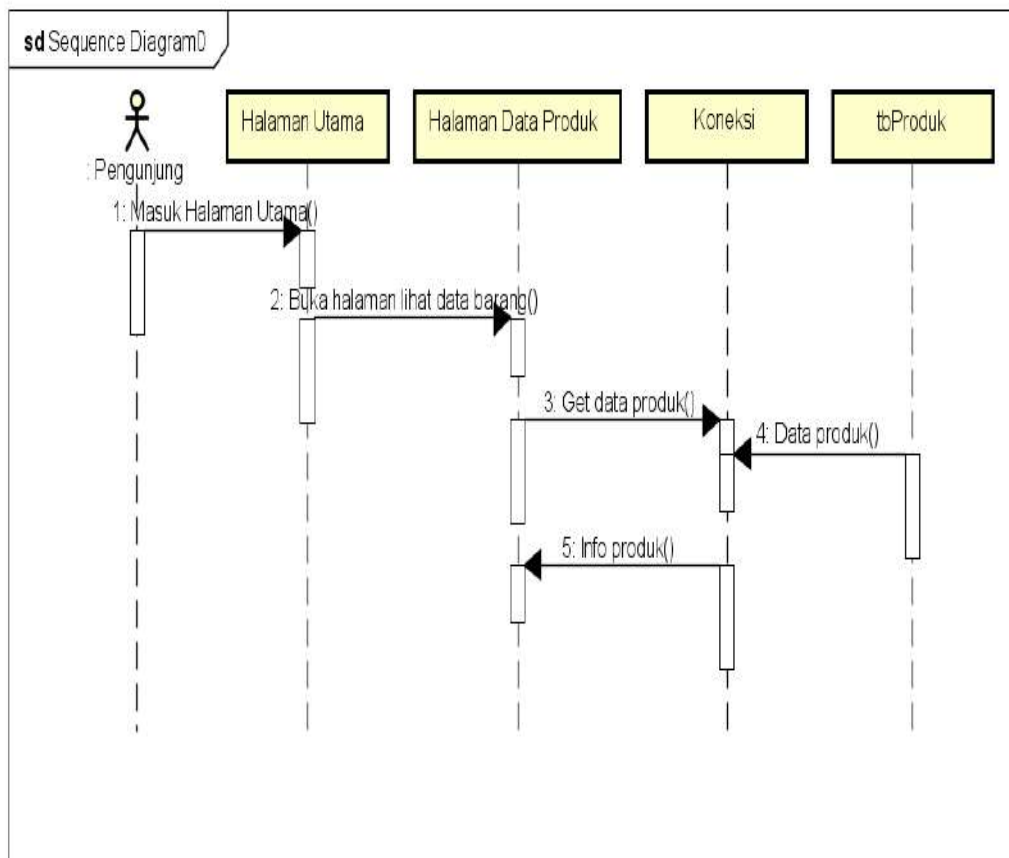 sd Sequence Diagram0
: Pengunjung
Halaman Utama
Halaman Data Produk
Koneksi
tbProduk
1: Masuk Halaman Utama()
2: Buka halaman lihat data barang()
3: Get data produk()
4: Data produk()
5: Info produk()